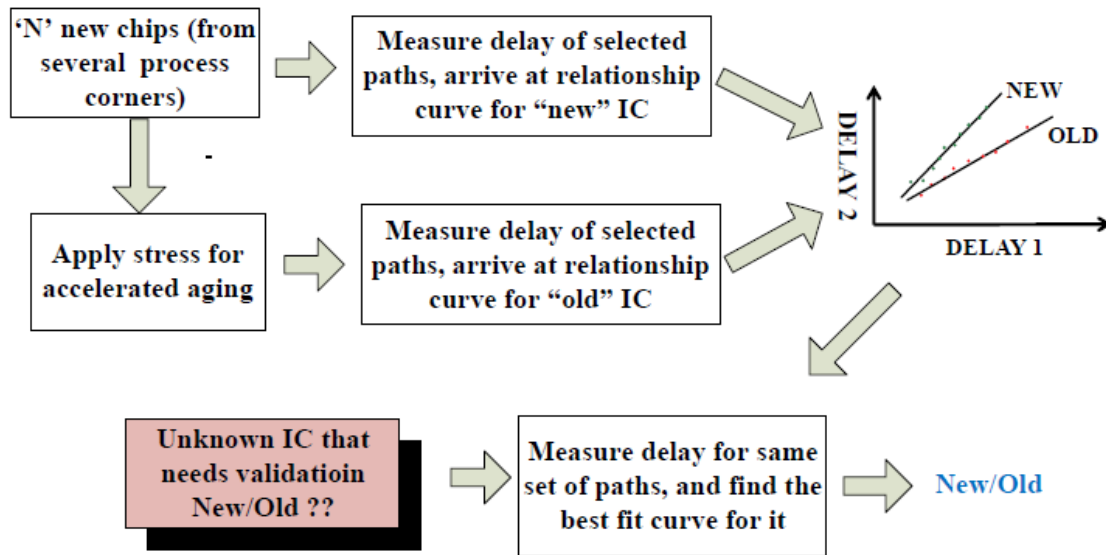 ‘N’ new chips (from
several process
corners)
Measure delay of selected
paths, arrive at relationship
curve for “new” IC
NEW
OLD
DELAY 2
DELAY 1
-
Apply stress for
accelerated aging
Measure delay of selected
paths, arrive at relationship
curve for “old” IC
Unknown IC that
needs validatioin
New/Old ??
Measure delay for same
set of paths, and find the
best fit curve for it
New/Old